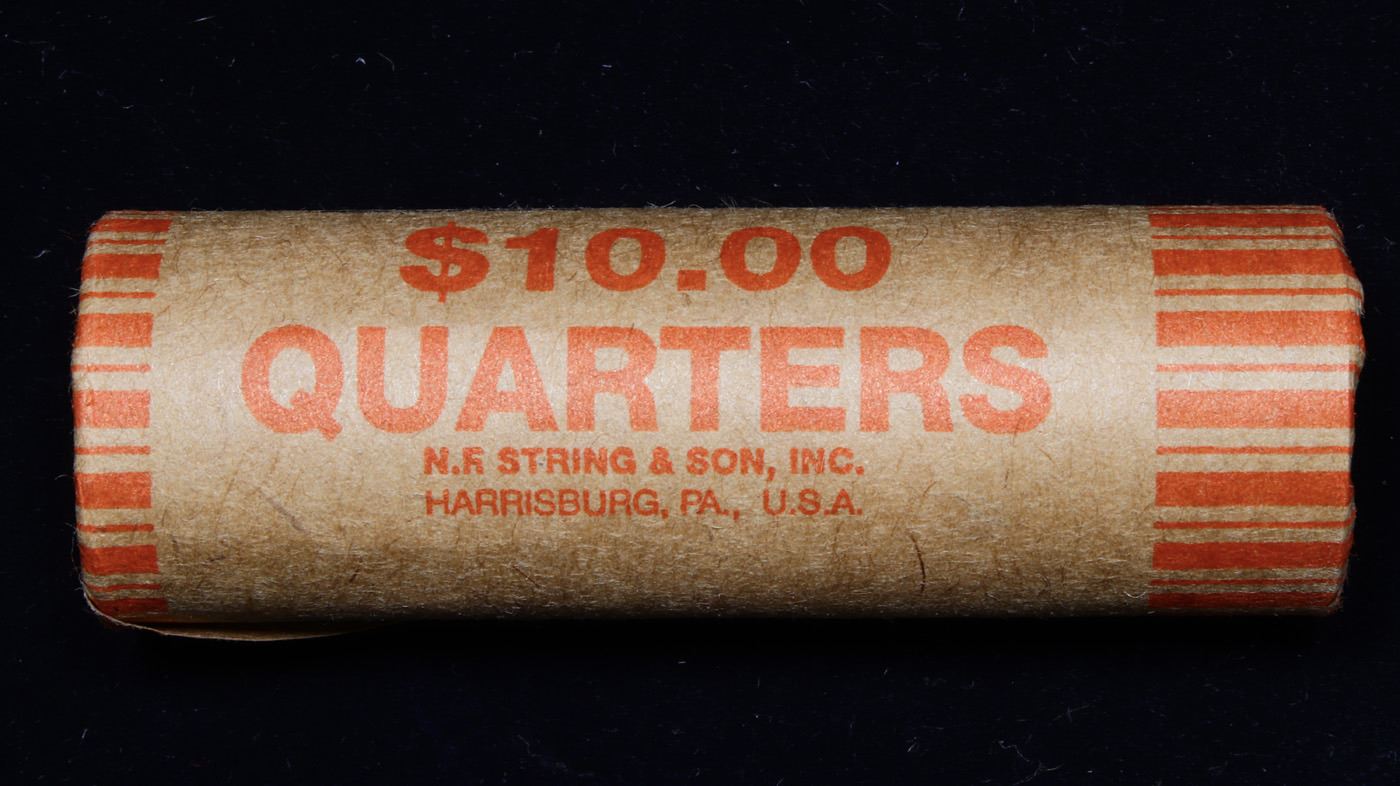 $10.00
QUARTERS
N.F. STRING & SON, INC.
HARRISBURG, PA., U.S.A.